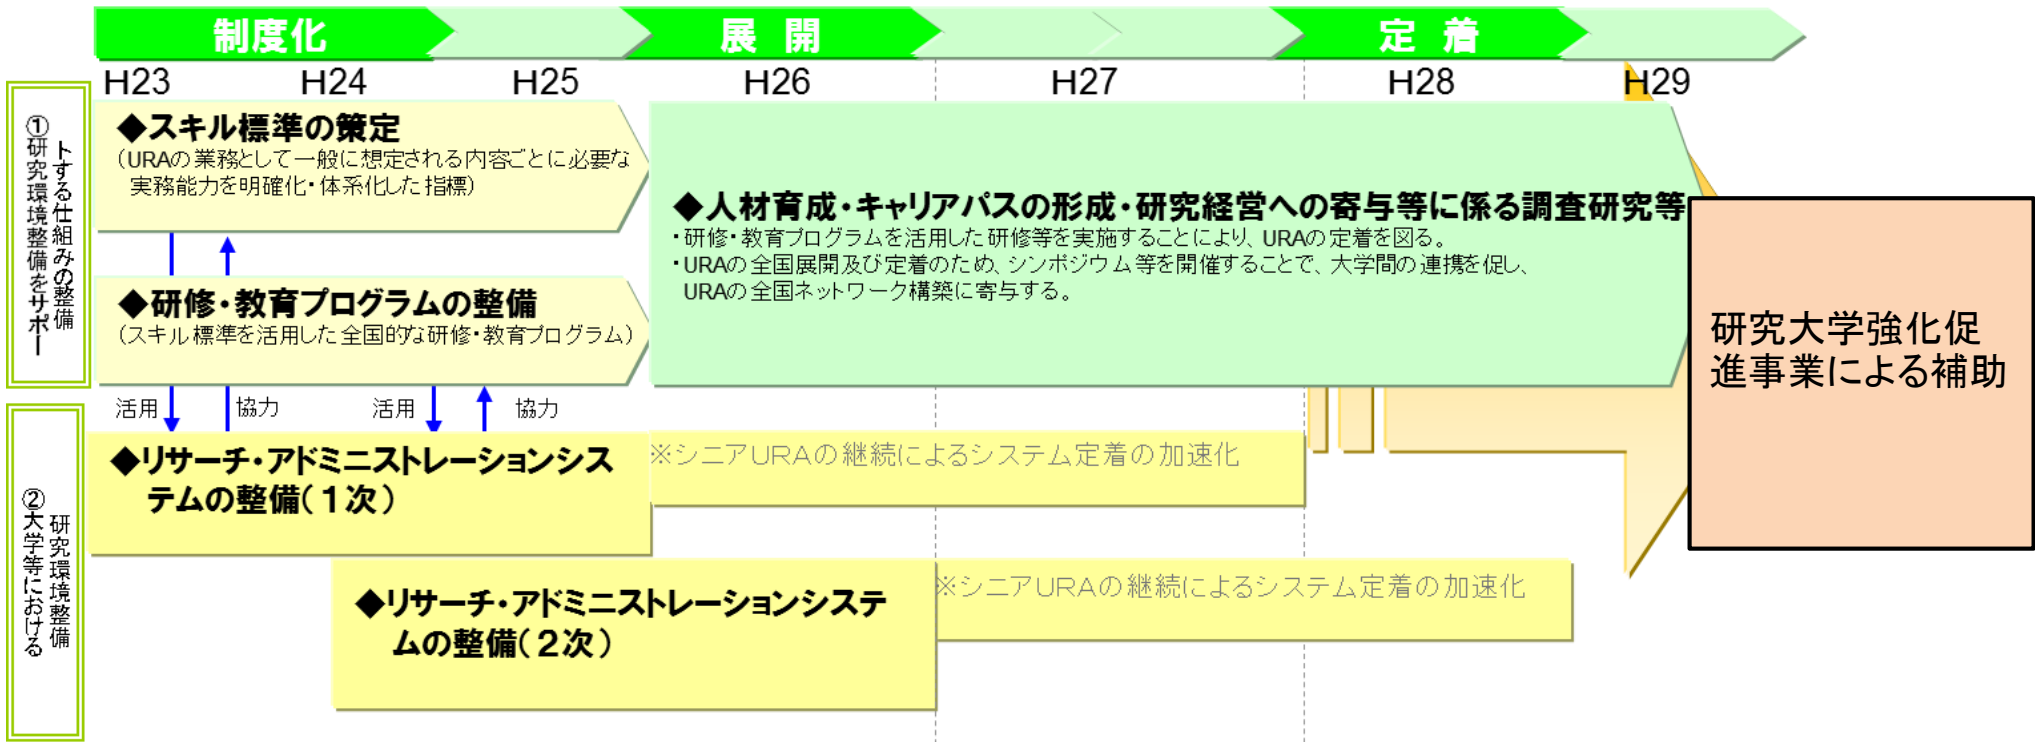 制度化
展 開
定 着
H23
H24
H25
H26
H27
H28
H29
①研究環境整備をサポー
トする仕組みの整備
◆スキル標準の策定
（URAの業務として一般に想定される内容ごとに必要な
実務能力を明確化・体系化した指標）
◆研修・教育プログラムの整備
（スキル標準を活用した全国的な研修・教育プログラム）
◆人材育成・キャリアパスの形成・研究経営への寄与等に係る調査研究等
・研修・教育プログラムを活用した研修等を実施することにより、URAの定着を図る。
・URAの全国展開及び定着のため、シンポジウム等を開催することで、大学間の連携を促し、
URAの全国ネットワーク構築に寄与する。
研究大学強化促
進事業による補助
活用
協力
活用
協力
②大学等における
研究環境整備
◆リサーチ・アドミニストレーションシス
テムの整備（１次）
※シニアURAの継続によるシステム定着の加速化
◆リサーチ・アドミニストレーションシステ
ムの整備（２次）
※シニアURAの継続によるシステム定着の加速化